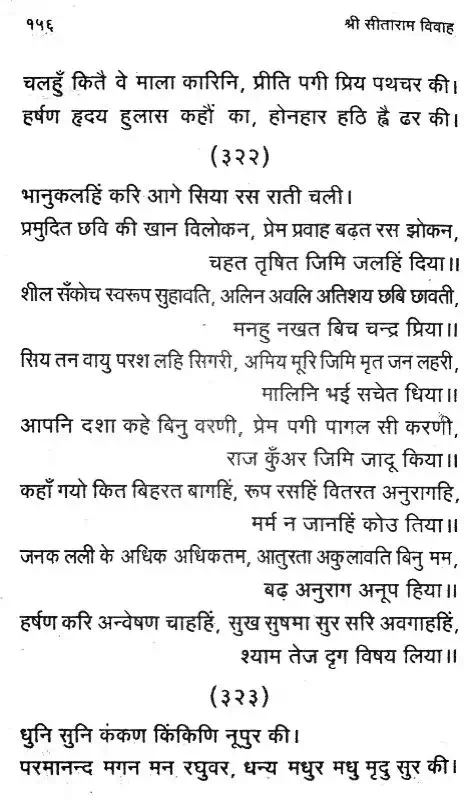 १५६ श्री सीताराम विवाह
चलहुँ कितै वे माला कारिनि, प्रीति पगी प्रिय पथचर की।
हर्षण हृदय हुलास कहौं का, होनहार हठि ह्वै ढर की।
(३२२)
भानुकलहिं करि आगे सिया रस राती चली।
प्रमुदित छवि की खान विलोकन, प्रेम प्रवाह बढ़त रस झोकन,
चहत तृषित जिमि जलहिं दिया॥
शील सँकोच स्वरूप सुहावति, अलिन अवलि अतिशय छबि छावती,
मनहु नखत बिच चन्द्र प्रिया॥
सिय तन वायु परश लहि सिगरी, अमिय मूरि जिमि मृत जन लहरी,
मालिनि भई सचेत धिया॥
आपनि दशा कहे बिनु वरणी, प्रेम पगी पागल सी करणी,
राज कुँअर जिमि जादू किया॥
कहाँ गयो कित बिहरत बागहिं, रूप रसहिं वितरत अनुरागहि,
मर्म न जानहिं कोउ तिया॥
जनक लली के अधिक अधिकतम, आतुरता अकुलावति बिनु मम,
बढ़ अनुराग अनूप हिया॥
हर्षण करि अन्वेषण चाहहिं, सुख सुषमा सुर सरि अवगाहहिं,
श्याम तेज दृग विषय लिया॥
(३२३)
धुनि सुनि कंकण किंकिणि नूपुर की।
परमानन्द मगन मन रघुवर, धन्य मधुर मधु मृदु सुर की।